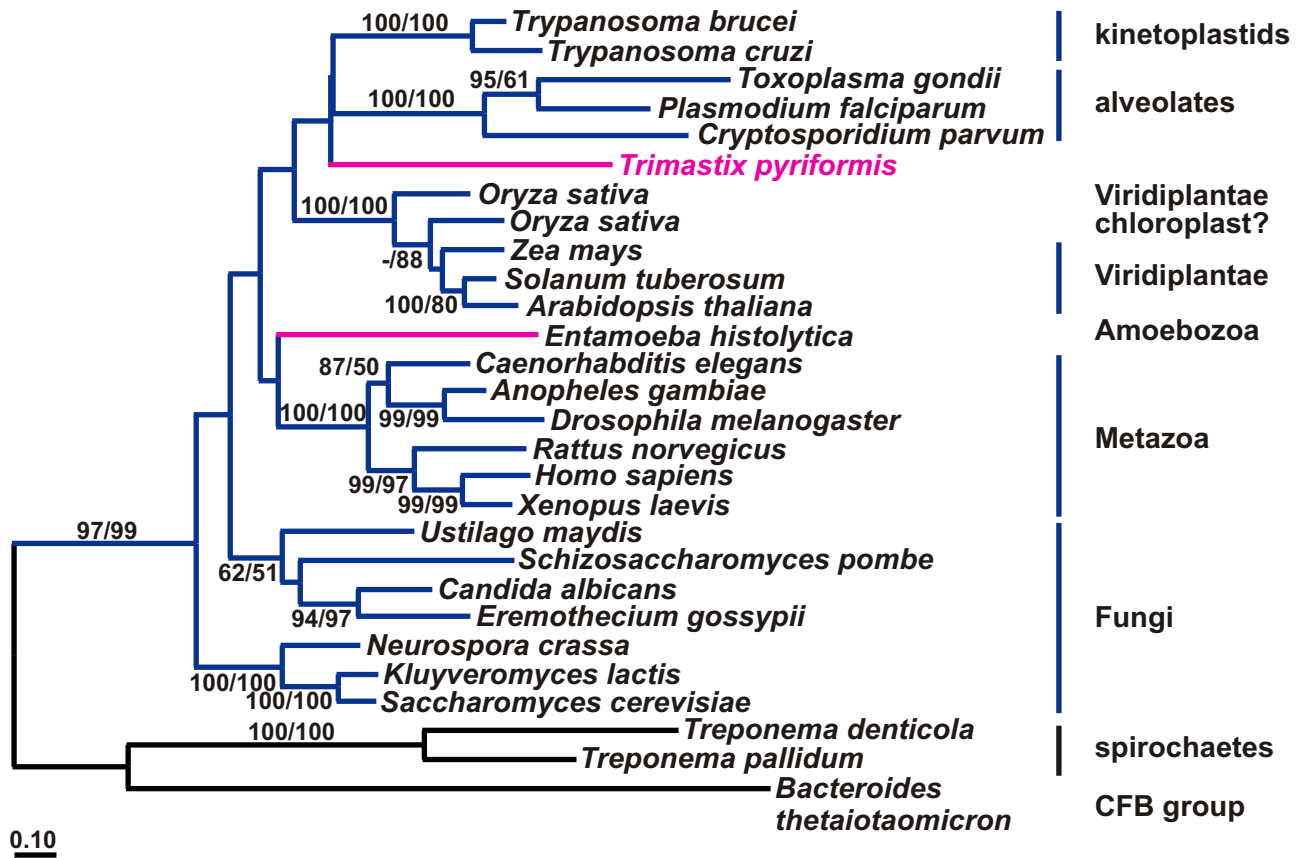 100/100
Trypanosoma brucei
Trypanosoma cruzi
kinetoplastids
95/61
Toxoplasma gondii
100/100
Plasmodium falciparum
alveolates
Cryptosporidium parvum
Trimastix pyriformis
100/100
Oryza sativa
Viridiplantae
chloroplast?
Oryza sativa
-/88
Zea mays
Solanum tuberosum
Viridiplantae
100/80
Arabidopsis thaliana
Entamoeba histolytica
Amoebozoa
87/50
Caenorhabditis elegans
Anopheles gambiae
100/100
99/99
Drosophila melanogaster
Metazoa
Rattus norvegicus
99/97
Homo sapiens
99/99
Xenopus laevis
97/99
Ustilago maydis
62/51
Schizosaccharomyces pombe
Candida albicans
94/97
Eremothecium gossypii
Fungi
Neurospora crassa
100/100
Kluyveromyces lactis
100/100
Saccharomyces cerevisiae
100/100
Treponema denticola
Treponema pallidum
spirochaetes
Bacteroides
thetaiotaomicron
CFB group
0.10